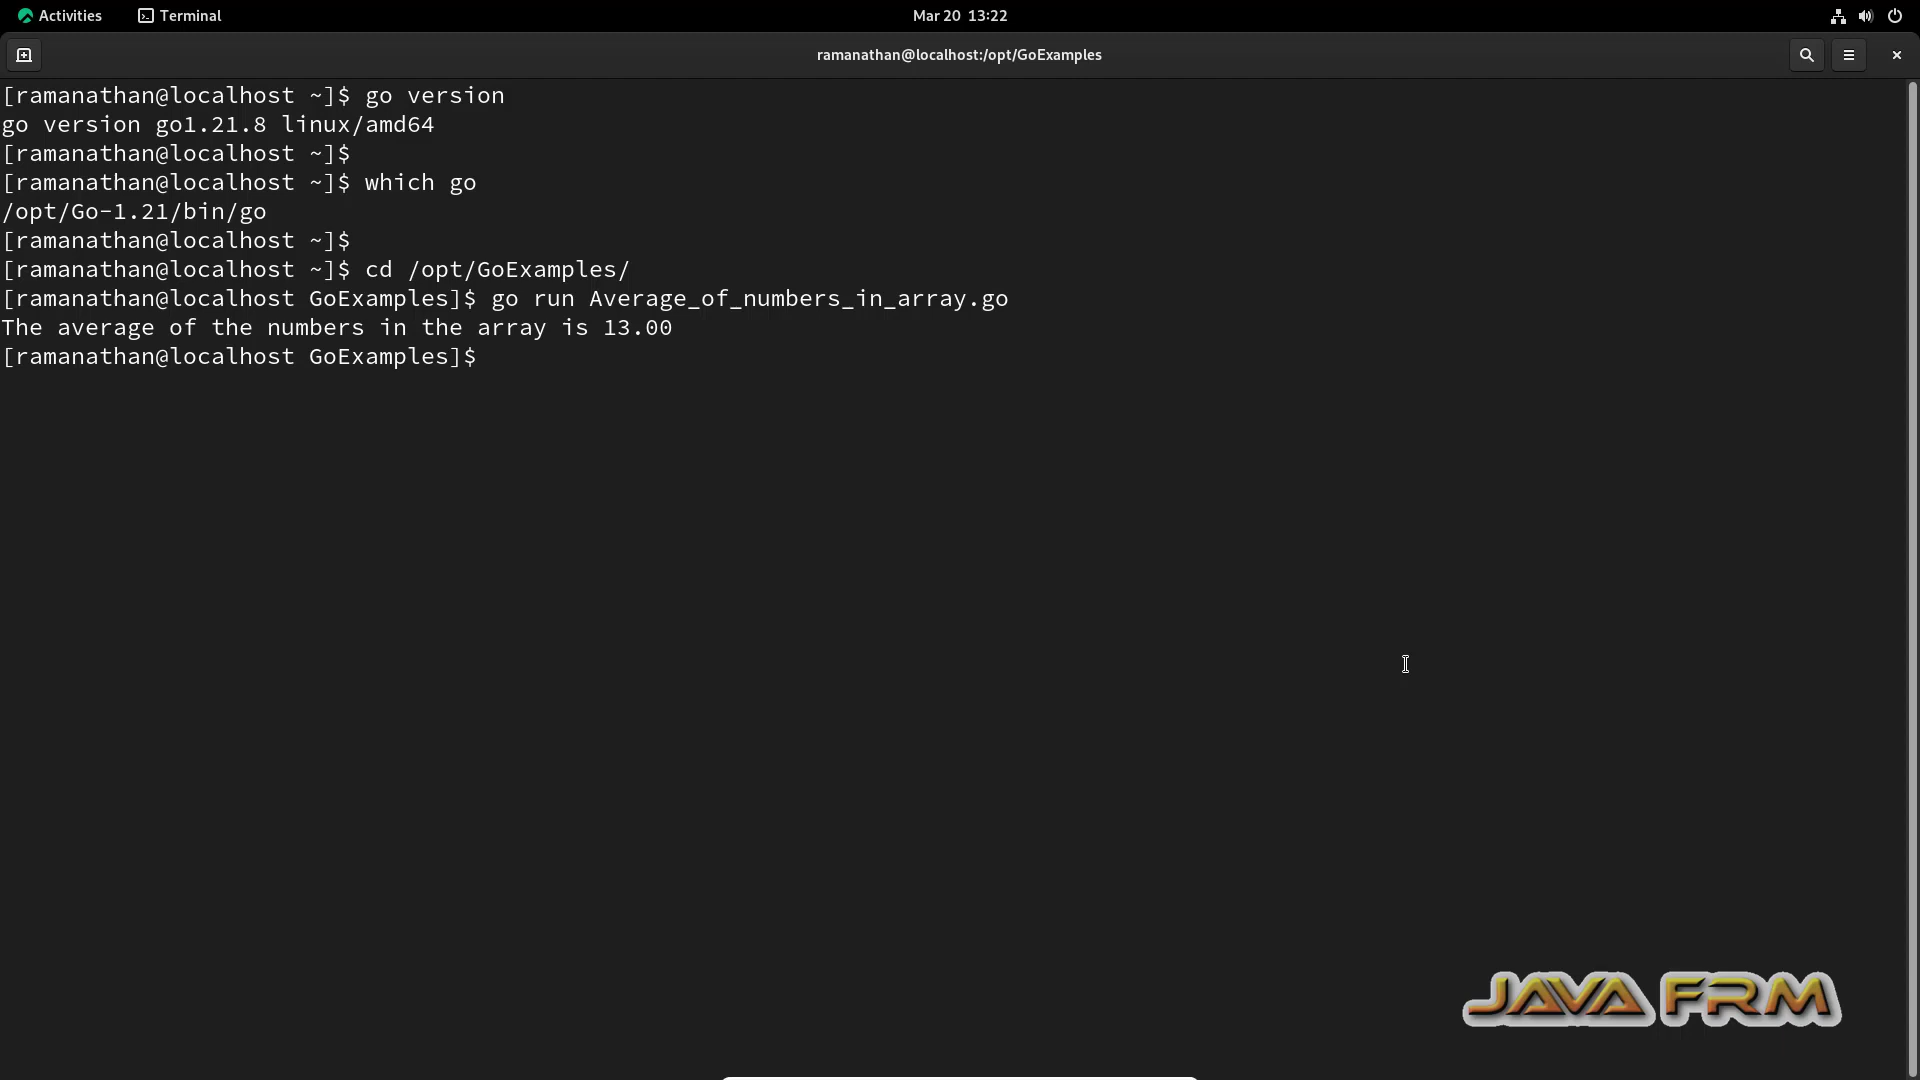 Activities Terminal Mar 20 13:22
ramanathan@localhost:/opt/GoExamples
[ramanathan@localhost ~]$ go version
go version go1.21.8 linux/amd64
[ramanathan@localhost ~]$
[ramanathan@localhost ~]$ which go
/opt/Go-1.21/bin/go
[ramanathan@localhost ~]$
[ramanathan@localhost ~]$ cd /opt/GoExamples/
[ramanathan@localhost GoExamples]$ go run Average_of_numbers_in_array.go
The average of the numbers in the array is 13.00
[ramanathan@localhost GoExamples]$
JAVA FRM